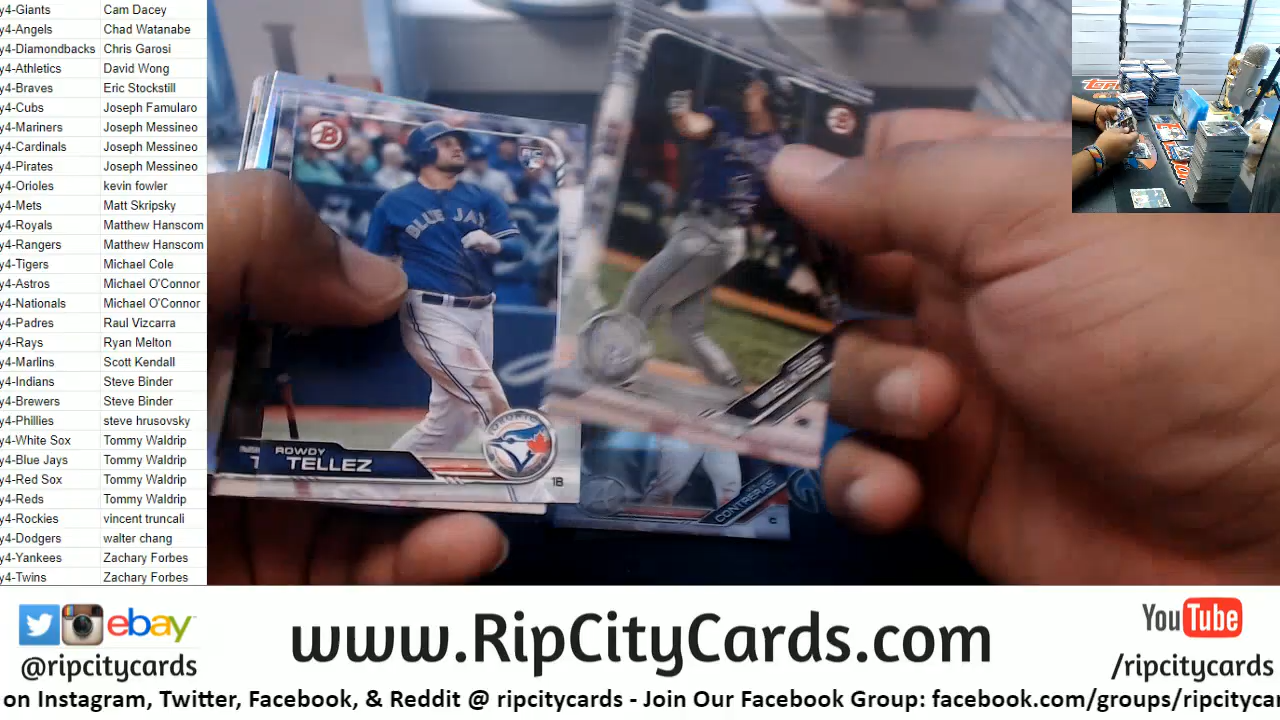 y4-Giants Cam Dacey
y4-Angels Chad Watanabe
y4-Diamondbacks Chris Garosi
y4-Athletics David Wong
y4-Braves Eric Stockstill
y4-Cubs Joseph Famularo
y4-Mariners Joseph Messineo
y4-Cardinals Joseph Messineo
y4-Pirates Joseph Messineo
y4-Orioles kevin fowler
y4-Mets Matt Skripsky
y4-Royals Matthew Hanscom
y4-Rangers Matthew Hanscom
y4-Tigers Michael Cole
y4-Astros Michael O'Connor
y4-Nationals Michael O'Connor
y4-Padres Raul Vizcarra
y4-Rays Ryan Melton
y4-Marlins Scott Kendall
y4-Indians Steve Binder
y4-Brewers Steve Binder
y4-Phillies steve hrusovsky
y4-White Sox Tommy Waldrip
y4-Blue Jays Tommy Waldrip
y4-Red Sox Tommy Waldrip
y4-Reds Tommy Waldrip
y4-Rockies vincent truncali
y4-Dodgers walter chang
y4-Yankees Zachary Forbes
y4-Twins Zachary Forbes
B
RC
BLUE JAY
ROWDY
TELLEZ
1B
B
CONTRERAS
C
ebay
@ripcitycards
www.RipCityCards.com
YouTube
/ripcitycards
on Instagram, Twitter, Facebook, & Reddit @ ripcitycards - Join Our Facebook Group: facebook.com/groups/ripcitycar